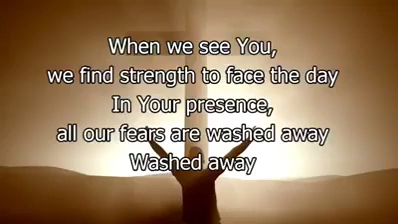 When we see You,
we find strength to face the day
In Your presence,
all our fears are washed away
Washed away